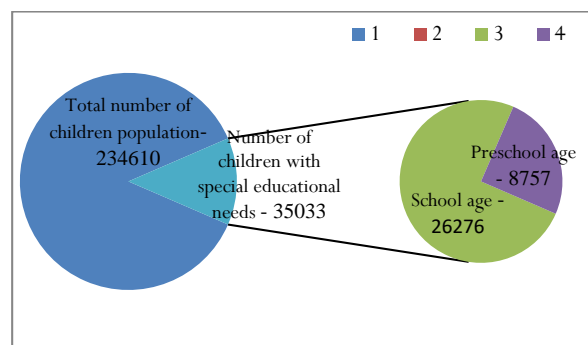 1 2 3 4
Total number of
children population-
234610
Number of
children with
special educational
needs - 35033
Preschool age
- 8757
School age -
26276